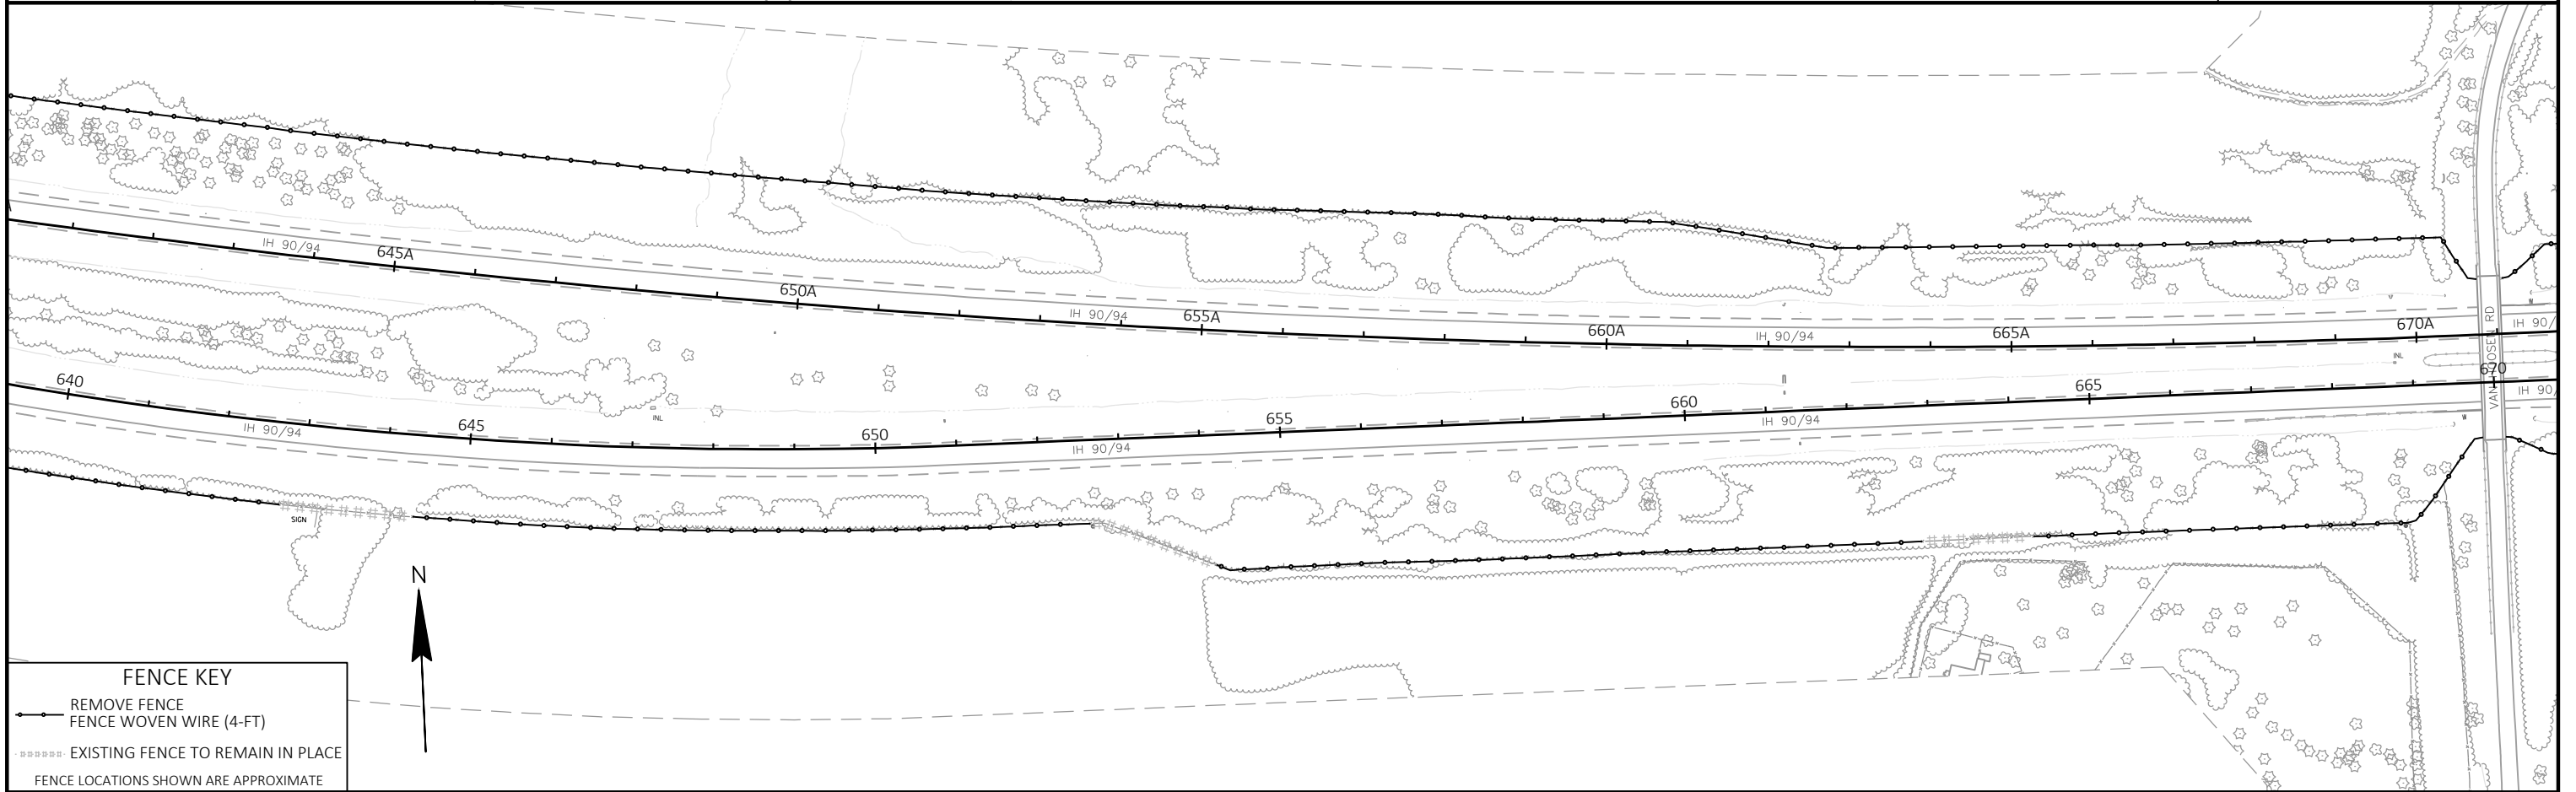 IH 90/94
645A
650A
IH 90/94
655A
660A
IH 90/94
665A
670A
IH 90/
INL
640
IH 90/94
645
INL
650
IH 90/94
655
660
IH 90/94
665
670
IH 90/
RD
SIGN
N
FENCE KEY
REMOVE FENCE
FENCE WOVEN WIRE (4-FT)
EXISTING FENCE TO REMAIN IN PLACE
FENCE LOCATIONS SHOWN ARE APPROXIMATE